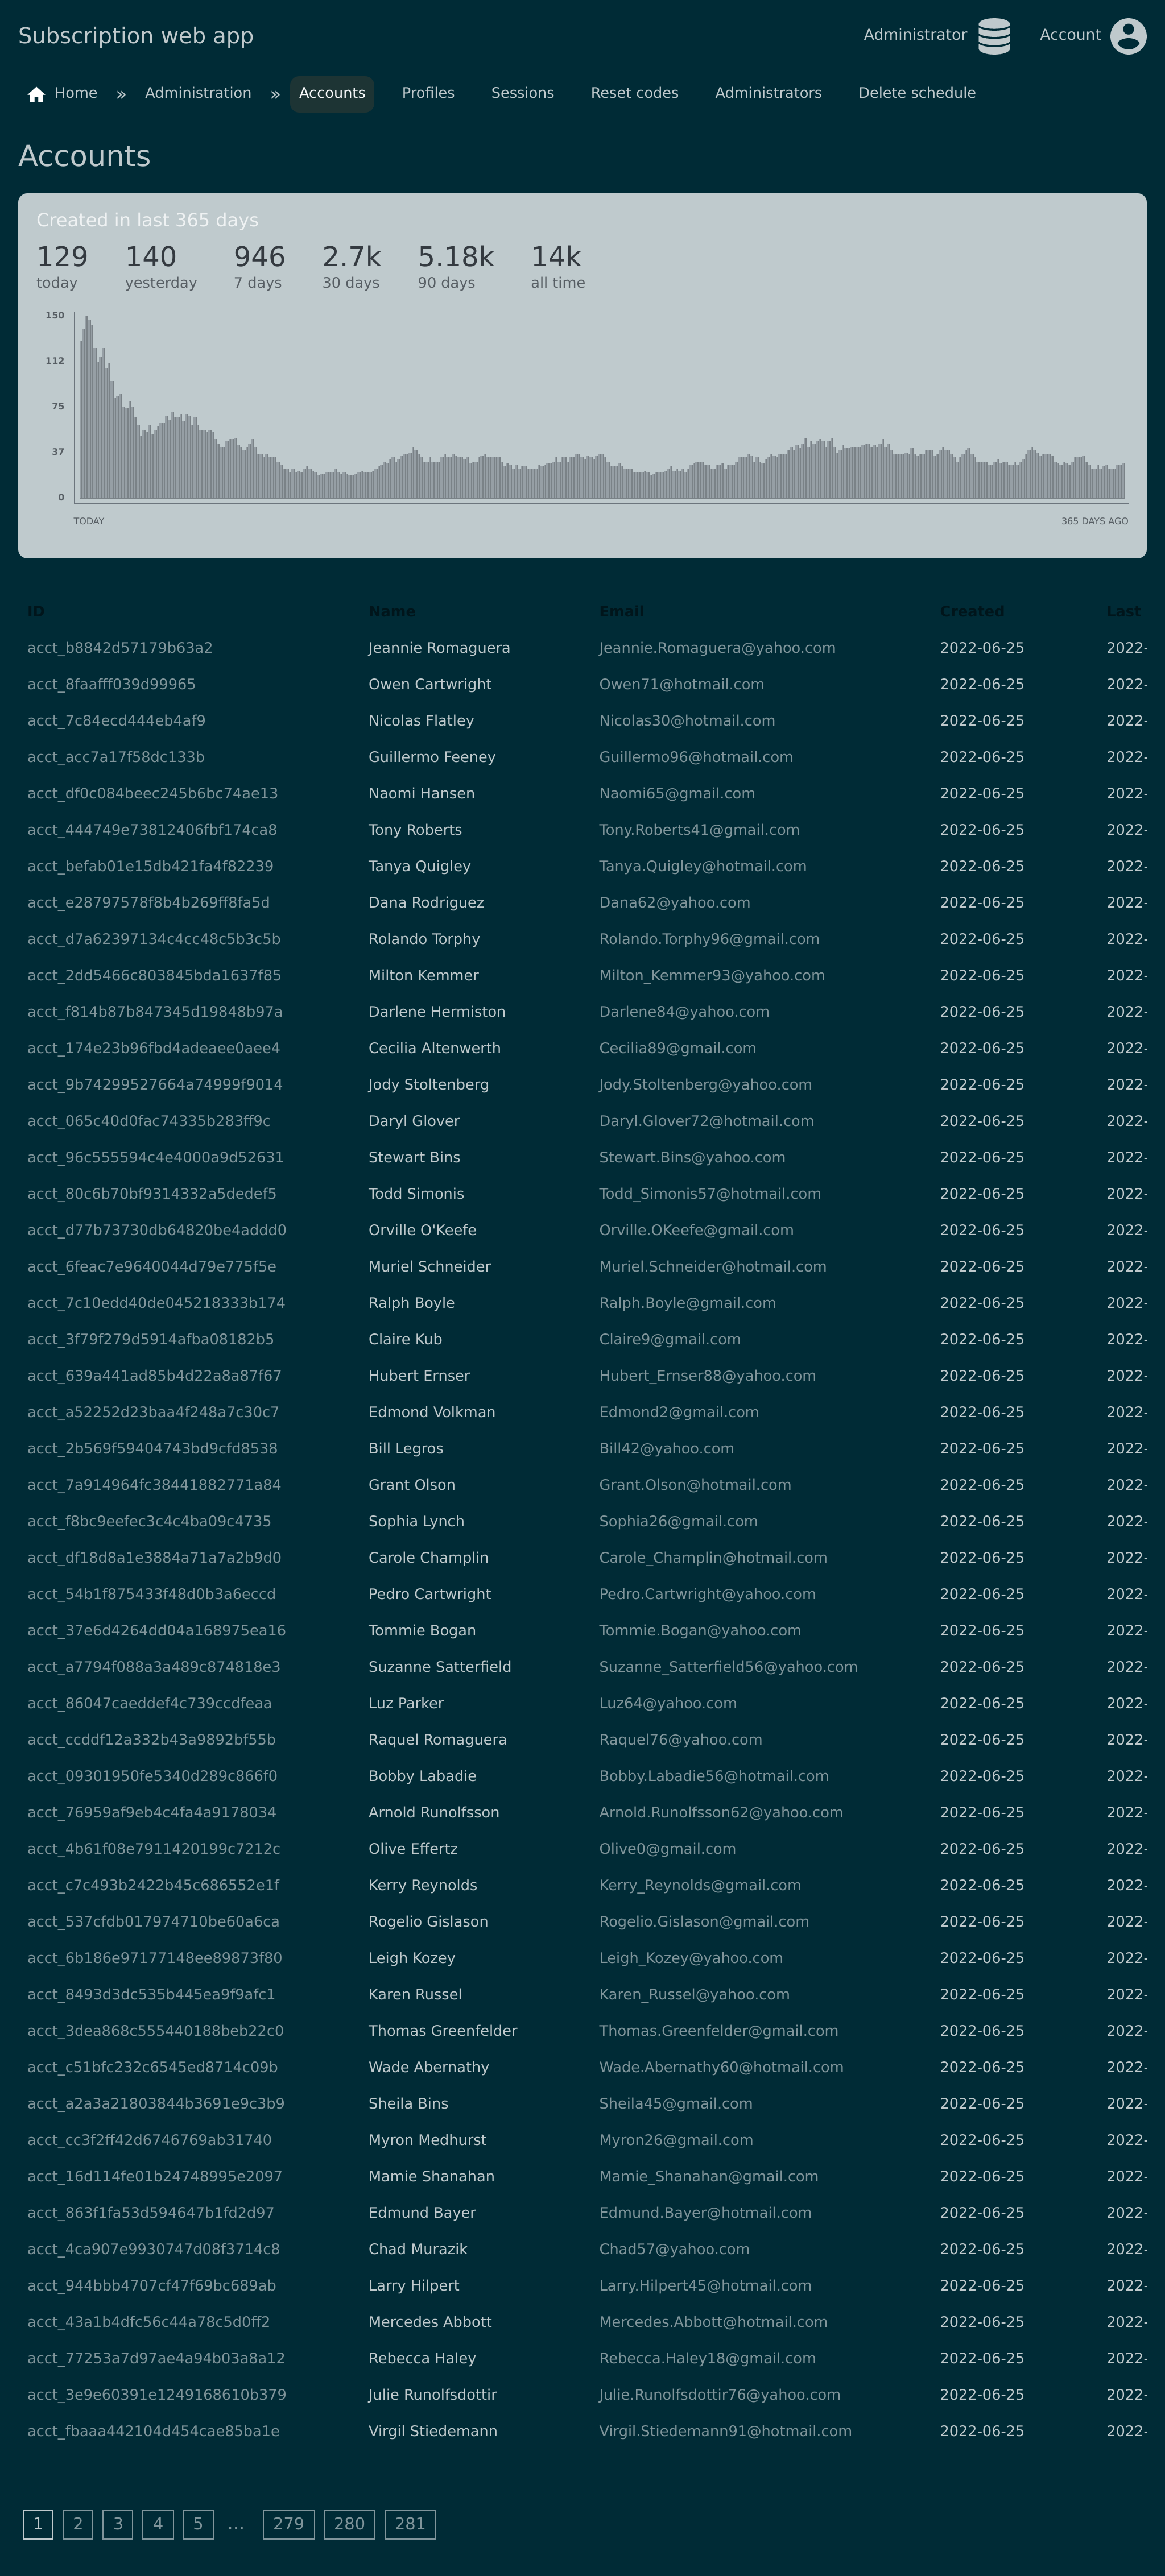 Subscription web app Administrator Account
Home » Administration » Accounts Profiles Sessions Reset codes Administrators Delete schedule
Accounts
Created in last 365 days
129 140 946 2.7k 5.18k 14k
today yesterday 7 days 30 days 90 days all time
150
112
75
37
0
TODAY 365 DAYS AGO
ID Name Email Created Last
acct_b8842d57179b63a2 Jeannie Romaguera Jeannie.Romaguera@yahoo.com 2022-06-25 2022-
acct_8faafff039d99965 Owen Cartwright Owen71@hotmail.com 2022-06-25 2022-
acct_7c84ecd444eb4af9 Nicolas Flatley Nicolas30@hotmail.com 2022-06-25 2022-
acct_acc7a17f58dc133b Guillermo Feeney Guillermo96@hotmail.com 2022-06-25 2022-
acct_df0c084beec245b6bc74ae13 Naomi Hansen Naomi65@gmail.com 2022-06-25 2022-
acct_444749e73812406fbf174ca8 Tony Roberts Tony.Roberts41@gmail.com 2022-06-25 2022-
acct_befab01e15db421fa4f82239 Tanya Quigley Tanya.Quigley@hotmail.com 2022-06-25 2022-
acct_e28797578f8b4b269ff8fa5d Dana Rodriguez Dana62@yahoo.com 2022-06-25 2022-
acct_d7a62397134c4cc48c5b3c5b Rolando Torphy Rolando.Torphy96@gmail.com 2022-06-25 2022-
acct_2dd5466c803845bda1637f85 Milton Kemmer Milton_Kemmer93@yahoo.com 2022-06-25 2022-
acct_f814b87b847345d19848b97a Darlene Hermiston Darlene84@yahoo.com 2022-06-25 2022-
acct_174e23b96fbd4adeaee0aee4 Cecilia Altenwerth Cecilia89@gmail.com 2022-06-25 2022-
acct_9b74299527664a74999f9014 Jody Stoltenberg Jody.Stoltenberg@yahoo.com 2022-06-25 2022-
acct_065c40d0fac74335b283ff9c Daryl Glover Daryl.Glover72@hotmail.com 2022-06-25 2022-
acct_96c555594c4e4000a9d52631 Stewart Bins Stewart.Bins@yahoo.com 2022-06-25 2022-
acct_80c6b70bf9314332a5dedef5 Todd Simonis Todd_Simonis57@hotmail.com 2022-06-25 2022-
acct_d77b73730db64820be4addd0 Orville O'Keefe Orville.OKeefe@gmail.com 2022-06-25 2022-
acct_6feac7e9640044d79e775f5e Muriel Schneider Muriel.Schneider@hotmail.com 2022-06-25 2022-
acct_7c10edd40de045218333b174 Ralph Boyle Ralph.Boyle@gmail.com 2022-06-25 2022-
acct_3f79f279d5914afba08182b5 Claire Kub Claire9@gmail.com 2022-06-25 2022-
acct_639a441ad85b4d22a8a87f67 Hubert Ernser Hubert_Ernser88@yahoo.com 2022-06-25 2022-
acct_a52252d23baa4f248a7c30c7 Edmond Volkman Edmond2@gmail.com 2022-06-25 2022-
acct_2b569f59404743bd9cfd8538 Bill Legros Bill42@yahoo.com 2022-06-25 2022-
acct_7a914964fc38441882771a84 Grant Olson Grant.Olson@hotmail.com 2022-06-25 2022-
acct_f8bc9eefec3c4c4ba09c4735 Sophia Lynch Sophia26@gmail.com 2022-06-25 2022-
acct_df18d8a1e3884a71a7a2b9d0 Carole Champlin Carole_Champlin@hotmail.com 2022-06-25 2022-
acct_54b1f875433f48d0b3a6eccd Pedro Cartwright Pedro.Cartwright@yahoo.com 2022-06-25 2022-
acct_37e6d4264dd04a168975ea16 Tommie Bogan Tommie.Bogan@yahoo.com 2022-06-25 2022-
acct_a7794f088a3a489c874818e3 Suzanne Satterfield Suzanne_Satterfield56@yahoo.com 2022-06-25 2022-
acct_86047caeddef4c739ccdfeaa Luz Parker Luz64@yahoo.com 2022-06-25 2022-
acct_ccddf12a332b43a9892bf55b Raquel Romaguera Raquel76@yahoo.com 2022-06-25 2022-
acct_09301950fe5340d289c866f0 Bobby Labadie Bobby.Labadie56@hotmail.com 2022-06-25 2022-
acct_76959af9eb4c4fa4a9178034 Arnold Runolfsson Arnold.Runolfsson62@yahoo.com 2022-06-25 2022-
acct_4b61f08e7911420199c7212c Olive Effertz Olive0@gmail.com 2022-06-25 2022-
acct_c7c493b2422b45c686552e1f Kerry Reynolds Kerry_Reynolds@gmail.com 2022-06-25 2022-
acct_537cfdb017974710be60a6ca Rogelio Gislason Rogelio.Gislason@gmail.com 2022-06-25 2022-
acct_6b186e97177148ee89873f80 Leigh Kozey Leigh_Kozey@yahoo.com 2022-06-25 2022-
acct_8493d3dc535b445ea9f9afc1 Karen Russel Karen_Russel@yahoo.com 2022-06-25 2022-
acct_3dea868c555440188beb22c0 Thomas Greenfelder Thomas.Greenfelder@gmail.com 2022-06-25 2022-
acct_c51bfc232c6545ed8714c09b Wade Abernathy Wade.Abernathy60@hotmail.com 2022-06-25 2022-
acct_a2a3a21803844b3691e9c3b9 Sheila Bins Sheila45@gmail.com 2022-06-25 2022-
acct_cc3f2ff42d6746769ab31740 Myron Medhurst Myron26@gmail.com 2022-06-25 2022-
acct_16d114fe01b24748995e2097 Mamie Shanahan Mamie_Shanahan@gmail.com 2022-06-25 2022-
acct_863f1fa53d594647b1fd2d97 Edmund Bayer Edmund.Bayer@hotmail.com 2022-06-25 2022-
acct_4ca907e9930747d08f3714c8 Chad Murazik Chad57@yahoo.com 2022-06-25 2022-
acct_944bbb4707cf47f69bc689ab Larry Hilpert Larry.Hilpert45@hotmail.com 2022-06-25 2022-
acct_43a1b4dfc56c44a78c5d0ff2 Mercedes Abbott Mercedes.Abbott@hotmail.com 2022-06-25 2022-
acct_77253a7d97ae4a94b03a8a12 Rebecca Haley Rebecca.Haley18@gmail.com 2022-06-25 2022-
acct_3e9e60391e1249168610b379 Julie Runolfsdottir Julie.Runolfsdottir76@yahoo.com 2022-06-25 2022-
acct_fbaaa442104d454cae85ba1e Virgil Stiedemann Virgil.Stiedemann91@hotmail.com 2022-06-25 2022-
1 2 3 4 5 … 279 280 281